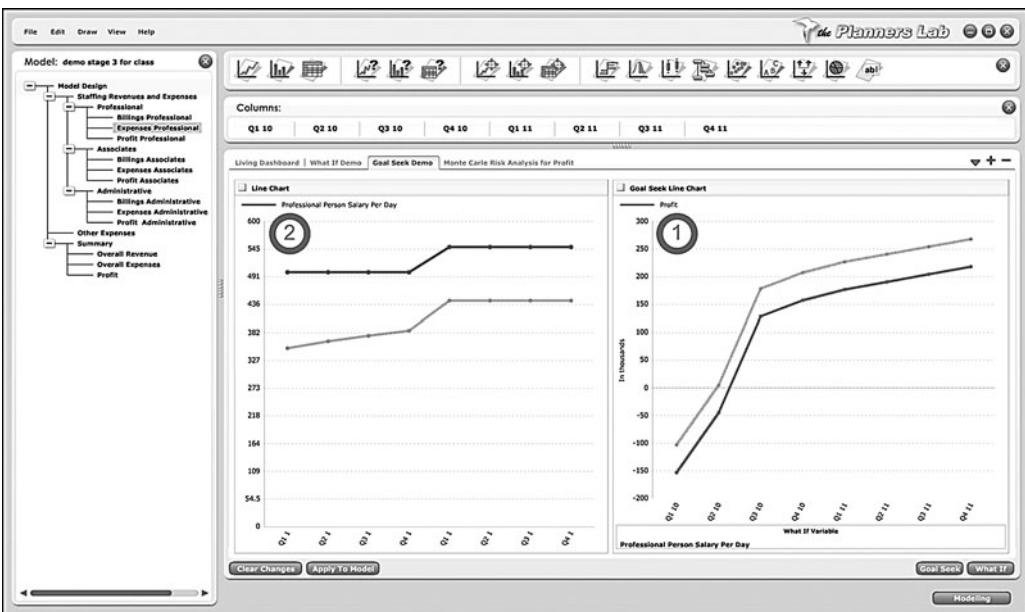 File Edit Draw View Help
the Planners Lab
Model: demo stage 3 for class
Model Design
Staffing Revenues and Expenses
Professional
Billings Professional
Expenses Professional
Profit Professional
Associates
Billings Associates
Expenses Associates
Profit Associates
Administrative
Billings Administrative
Expenses Administrative
Profit Administrative
Other Expenses
Summary
Overall Revenue
Overall Expenses
Profit
? ? ? ab|
Columns:
Q1 10 Q2 10 Q3 10 Q4 10 Q1 11 Q2 11 Q3 11 Q4 11
Living Dashboard | What If Demo Goal Seek Demo Monte Carle Risk Analysis for Profit
Line Chart
Professional Person Salary Per Day
2
600
545
491
436
382
327
273
218
164
109
54.5
0
Q1 1 Q2 1 Q3 1 Q4 1 Q1 1 Q2 1 Q3 1 Q4 1
Goal Seek Line Chart
Profit
1
In thousands
300
250
200
150
100
50
0
-50
-100
-150
-200
Q1 10 Q2 10 Q3 10 Q4 10 Q1 11 Q2 11 Q3 11 Q4 11
What If Variable
Professional Person Salary Per Day
Clear Changes Apply To Model Goal Seek What If
Modeling